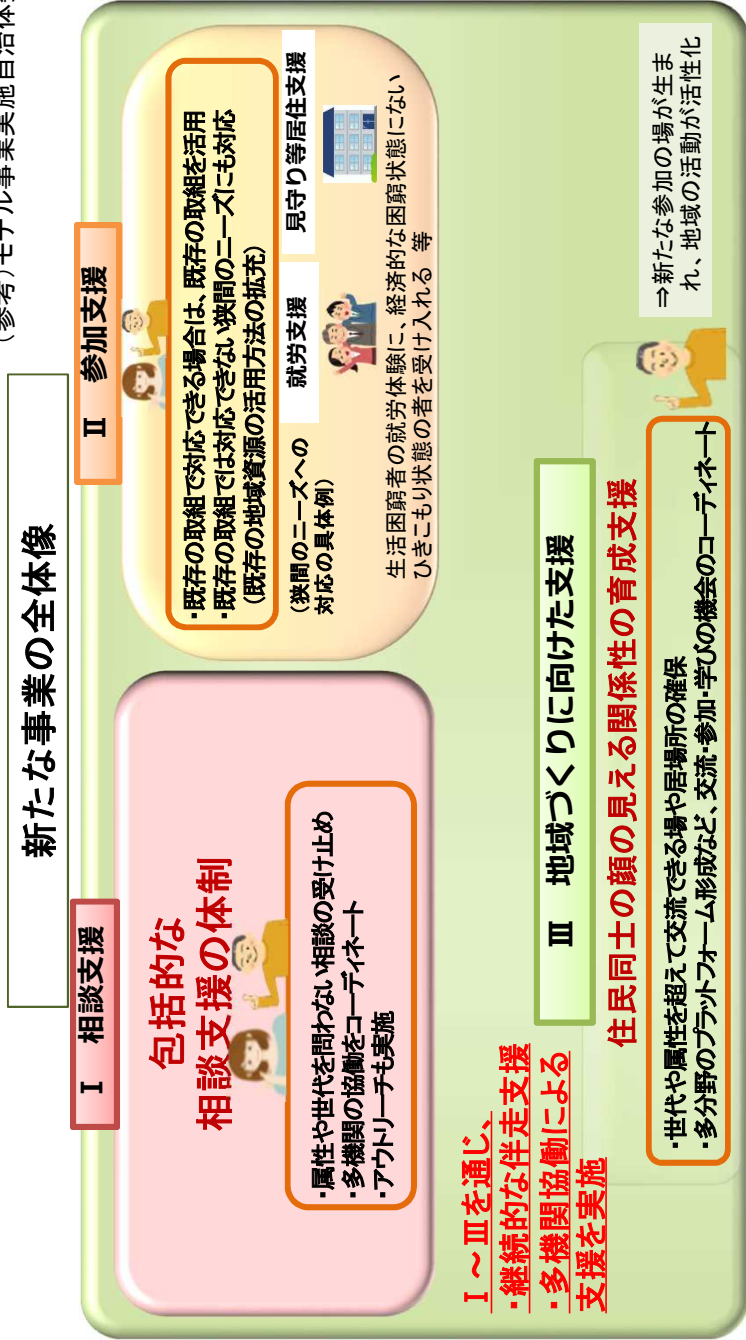 (参考)モデル事業実施自治体
新たな事業の全体像
Ⅰ 相談支援
包括的な
相談支援の体制
・属性や世代を問わない相談の受け止め
・多機関の協働をコーディネート
・アウトリーチも実施
Ⅱ 参加支援
・既存の取組で対応できる場合は、既存の取組を活用
・既存の取組では対応できない狭間のニーズにも対応
(既存の地域資源の活用方法の拡充)
(狭間のニーズへの
対応の具体例)
就労支援
見守り等居住支援
生活困窮者の就労体験に、経済的な困窮状態にない
ひきこもり状態の者を受け入れる 等
Ⅰ~Ⅲを通じ、
・継続的な伴走支援
・多機関協働による
支援を実施
Ⅲ 地域づくりに向けた支援
住民同士の顔の見える関係性の育成支援
・世代や属性を超えて交流できる場や居場所の確保
・多分野のプラットフォーム形成など、交流・参加・学びの機会のコーディネート
⇒新たな参加の場が生ま
れ、地域の活動が活性化